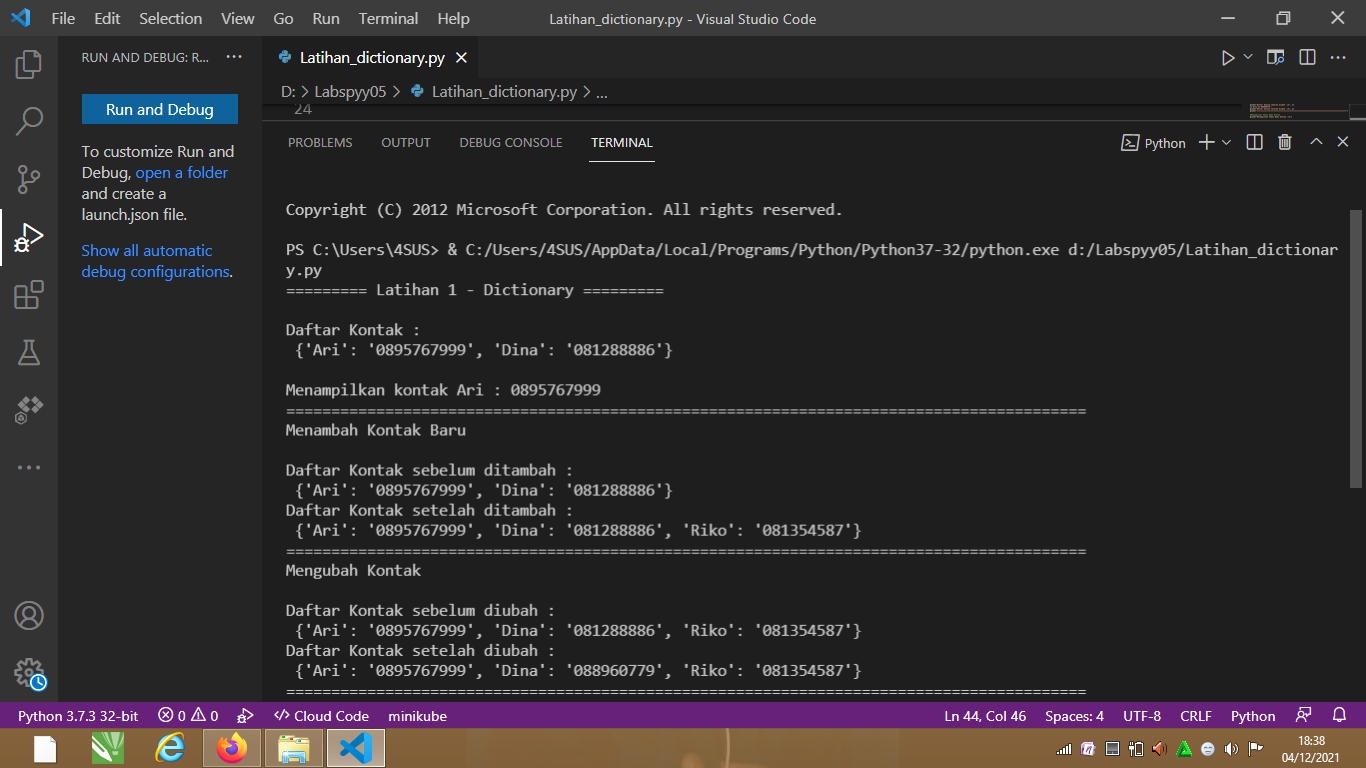 File Edit Selection View Go Run Terminal Help Latihan_dictionary.py - Visual Studio Code
RUN AND DEBUG: R... ···
Latihan_dictionary.py
D: > Labspyy05 > Latihan_dictionary.py > ...
24
Run and Debug
To customize Run and
Debug, open a folder
and create a
launch.json file.
Show all automatic
debug configurations.
PROBLEMS OUTPUT DEBUG CONSOLE TERMINAL
Python
Copyright (C) 2012 Microsoft Corporation. All rights reserved.
PS C:\Users\4SUS> & C:/Users/4SUS/AppData/Local/Programs/Python/Python37-32/python.exe d:/Labspyy05/Latihan_dictionar
y.py
========= Latihan 1 - Dictionary =========
Daftar Kontak :
{'Ari': '0895767999', 'Dina': '081288886'}
Menampilkan kontak Ari : 0895767999
=========================================================================================
Menambah Kontak Baru
Daftar Kontak sebelum ditambah :
{'Ari': '0895767999', 'Dina': '081288886'}
Daftar Kontak setelah ditambah :
{'Ari': '0895767999', 'Dina': '081288886', 'Riko': '081354587'}
=========================================================================================
Mengubah Kontak
Daftar Kontak sebelum diubah :
{'Ari': '0895767999', 'Dina': '081288886', 'Riko': '081354587'}
Daftar Kontak setelah diubah :
{'Ari': '0895767999', 'Dina': '088960779', 'Riko': '081354587'}
=========================================================================================
Python 3.7.3 32-bit 0 0 Cloud Code minikube Ln 44, Col 46 Spaces: 4 UTF-8 CRLF Python
18:38
04/12/2021